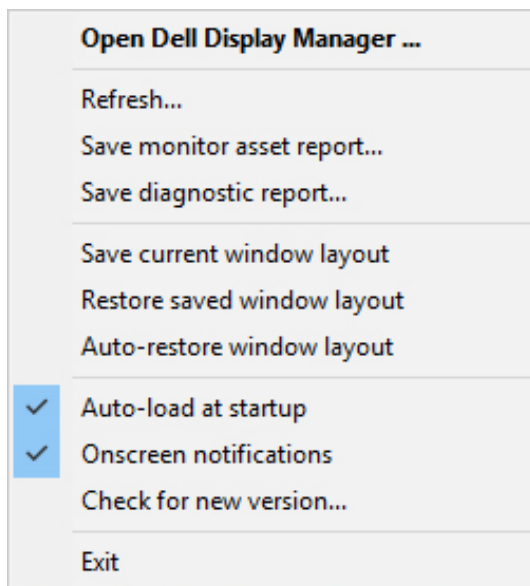 Open Dell Display Manager ...
Refresh...
Save monitor asset report...
Save diagnostic report...
Save current window layout
Restore saved window layout
Auto-restore window layout
Auto-load at startup
Onscreen notifications
Check for new version...
Exit